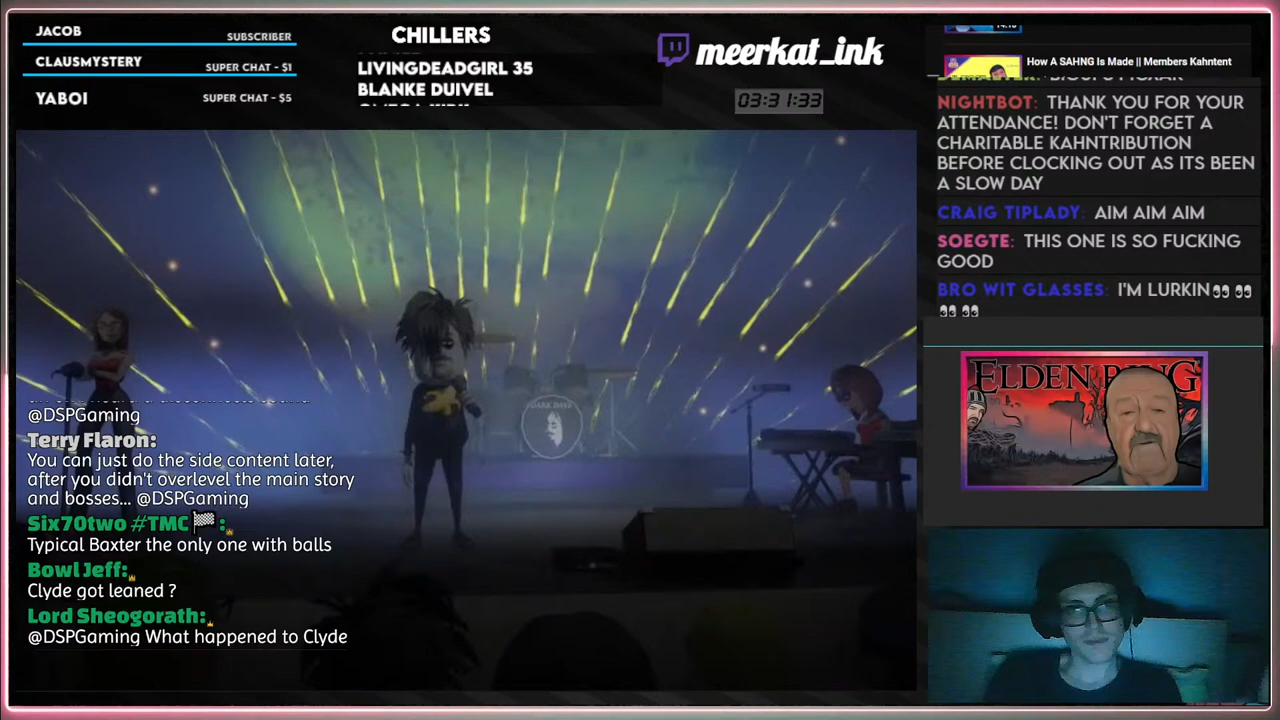 JACOB
SUBSCRIBER
CLAUSMYSTERY
SUPER CHAT - $1
YABOI
SUPER CHAT - $5
CHILLERS
LIVINGDEADGIRL 35
BLANKE DUIVEL
meerkat_ink
03:31:33
How A SAHNG Is Made || Members Kahntent
NIGHTBOT: THANK YOU FOR YOUR
ATTENDANCE! DON'T FORGET A
CHARITABLE KAHNTRIBUTION
BEFORE CLOCKING OUT AS ITS BEEN
A SLOW DAY
CRAIG TIPLADY: AIM AIM AIM
SOEGTE: THIS ONE IS SO FUCKING
GOOD
BRO WIT GLASSES: I'M LURKIN👀 👀
👀 👀
ELDEN RING
DARK DAYS
@DSPGaming
Terry Flaron:
You can just do the side content later,
after you didn't overlevel the main story
and bosses... @DSPGaming
Six70two #TMC🏁 :
Typical Baxter the only one with balls
Bowl Jeff:
Clyde got leaned ?
Lord Sheogorath:
@DSPGaming What happened to Clyde